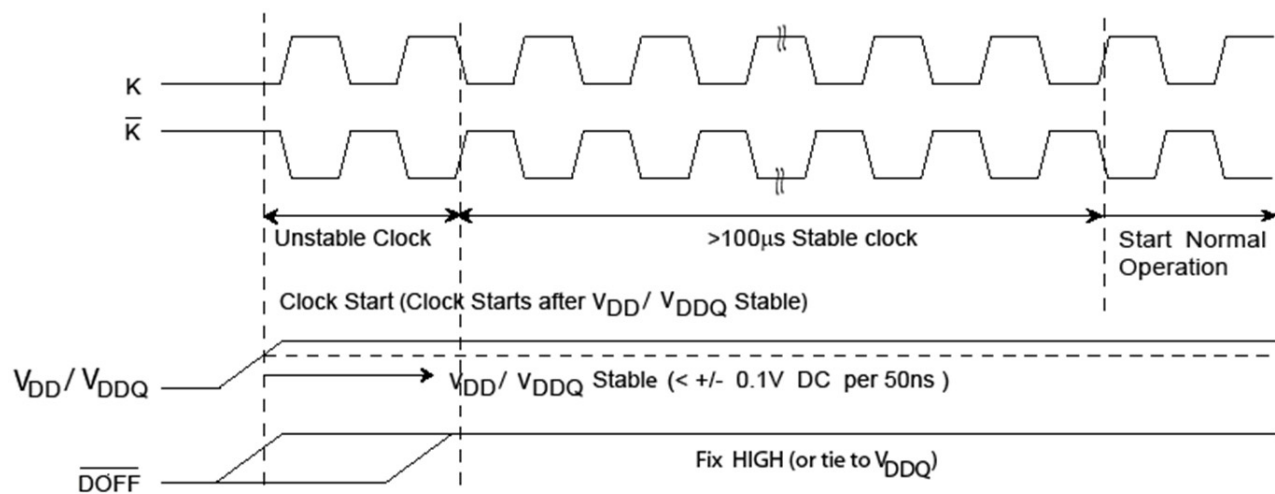 K
K̅
Unstable Clock
>100μs Stable clock
Start Normal
Operation
Clock Start (Clock Starts after VDD/ VDDQ Stable)
VDD/ VDDQ
VDD/ VDDQ Stable (< +/- 0.1V DC per 50ns )
D̅O̅F̅F̅
Fix HIGH (or tie to VDDQ)